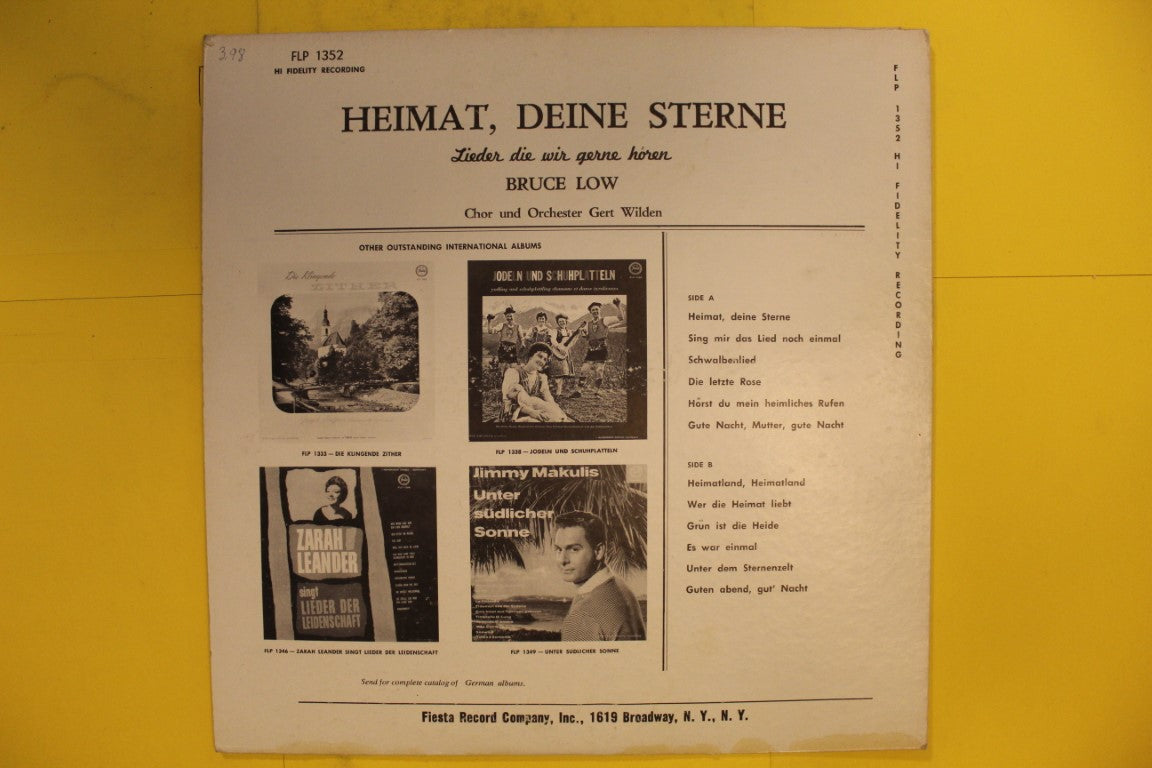 3.98
FLP 1352
HI FIDELITY RECORDING
HEIMAT, DEINE STERNE
Lieder die wir gerne hören
BRUCE LOW
Chor und Orchester Gert Wilden
FLP 1352 HI FIDELITY RECORDING
OTHER OUTSTANDING INTERNATIONAL ALBUMS
Die Klingende
ZITHER
JODELN UND SCHUHPLATTELN
FLP 1333 — DIE KLINGENDE ZITHER
FLP 1338 — JODELN UND SCHUHPLATTELN
ZARAH
LEANDER
singt
LIEDER DER
LEIDENSCHAFT
Jimmy Makulis
Unter
südlicher
Sonne
FLP 1346 — ZARAH LEANDER SINGT LIEDER DER LEIDENSCHAFT
FLP 1349 — UNTER SUDLICHER SONNE
Send for complete catalog of German albums.
SIDE A
Heimat, deine Sterne
Sing mir das Lied noch einmal
Schwalbenlied
Die letzte Rose
Hörst du mein heimliches Rufen
Gute Nacht, Mutter, gute Nacht
SIDE B
Heimatland, Heimatland
Wer die Heimat liebt
Grün ist die Heide
Es war einmal
Unter dem Sternenzelt
Guten abend, gut' Nacht
Fiesta Record Company, Inc., 1619 Broadway, N. Y., N. Y.